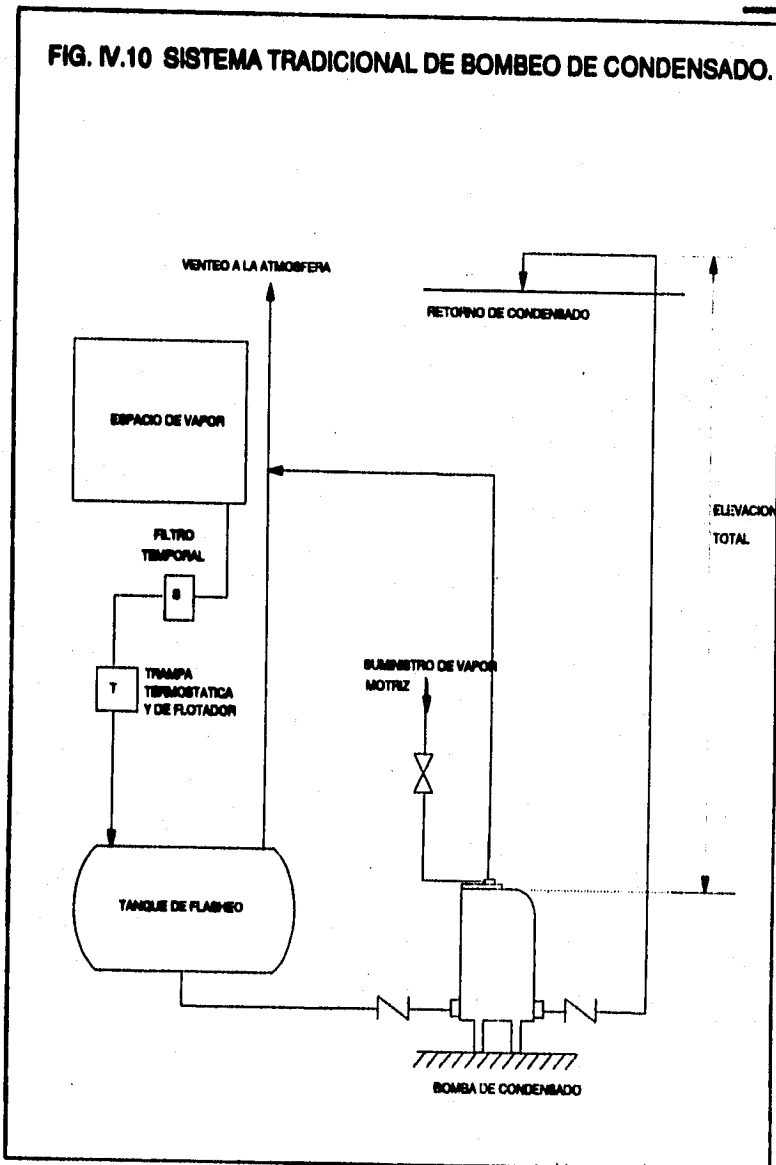 FIG. IV.10 SISTEMA TRADICIONAL DE BOMBEO DE CONDENSADO.
VENTEO A LA ATMOSFERA
RETORNO DE CONDENSADO
ESPACIO DE VAPOR
ELEVACION
TOTAL
FILTRO
TEMPORAL
S
SUMINISTRO DE VAPOR
MOTRIZ
T
TRAMPA
TERMOSTATICA
Y DE FLOTADOR
TANQUE DE FLASHEO
BOMBA DE CONDENSADO